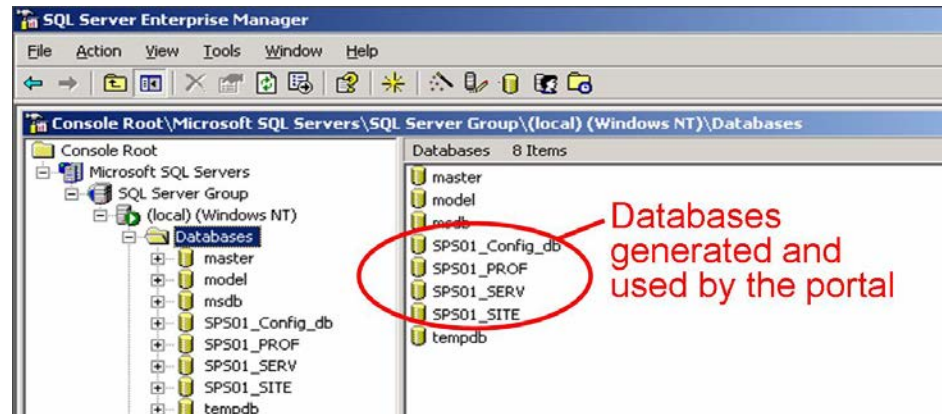 SQL Server Enterprise Manager
File Action View Tools Window Help
Console Root\Microsoft SQL Servers\SQL Server Group\(local) (Windows NT)\Databases
Console Root
Microsoft SQL Servers
SQL Server Group
(local) (Windows NT)
Databases
master
model
msdb
SPS01_Config_db
SPS01_PROF
SPS01_SERV
SPS01_SITE
tempdb
Databases 8 Items
master
model
msdb
SPS01_Config_db
SPS01_PROF
SPS01_SERV
SPS01_SITE
tempdb
Databases
generated and
used by the portal